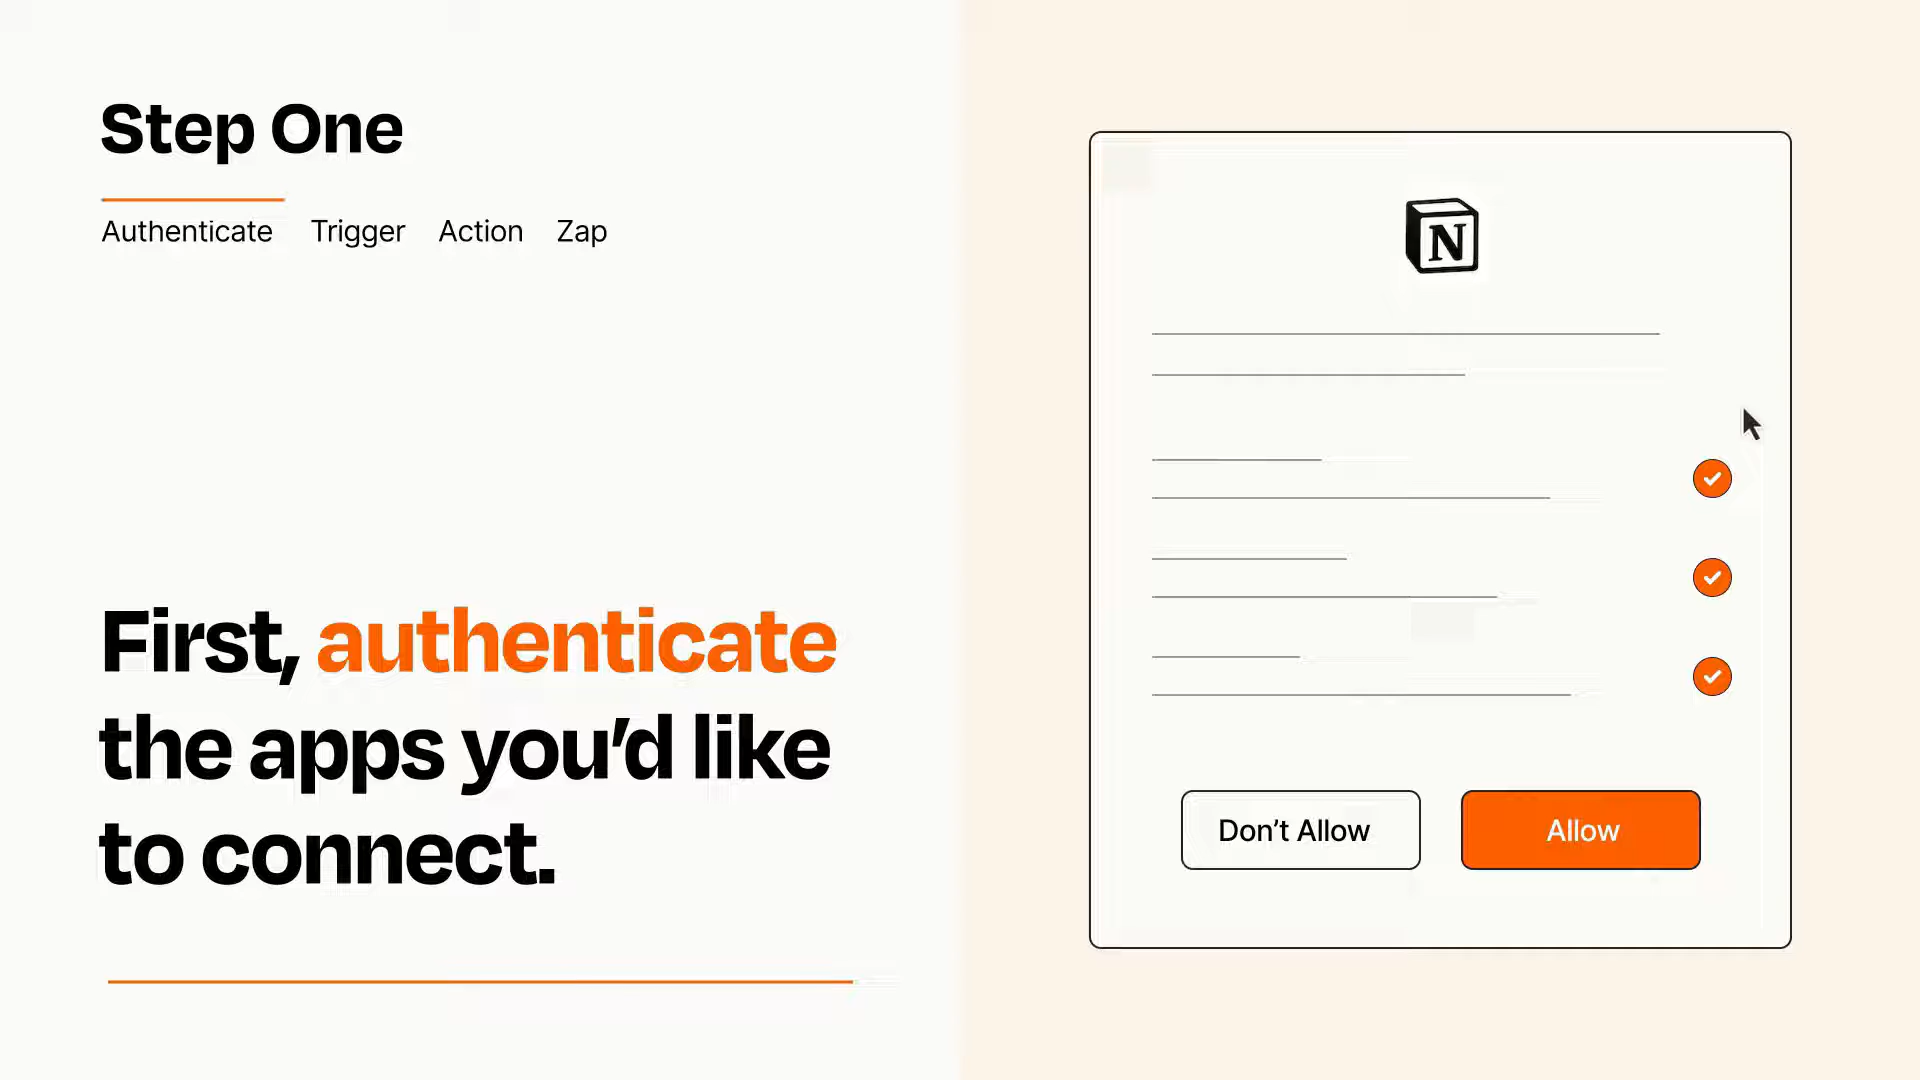 Step One
Authenticate Trigger Action Zap
First, authenticate
the apps you’d like
to connect.
N
Don’t Allow Allow